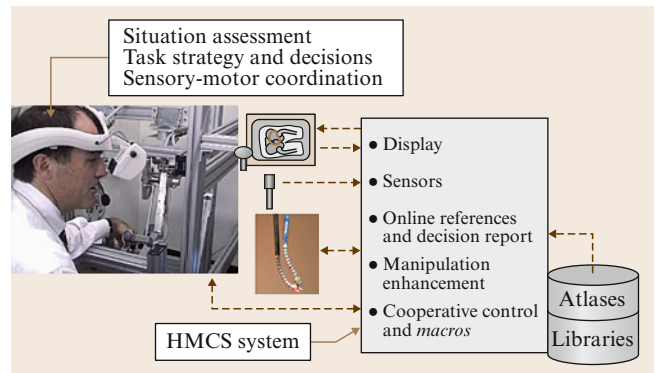 Situation assessment
Task strategy and decisions
Sensory-motor coordination
• Display
• Sensors
• Online references
and decision report
• Manipulation
enhancement
• Cooperative control
and macros
Atlases
Libraries
HMCS system